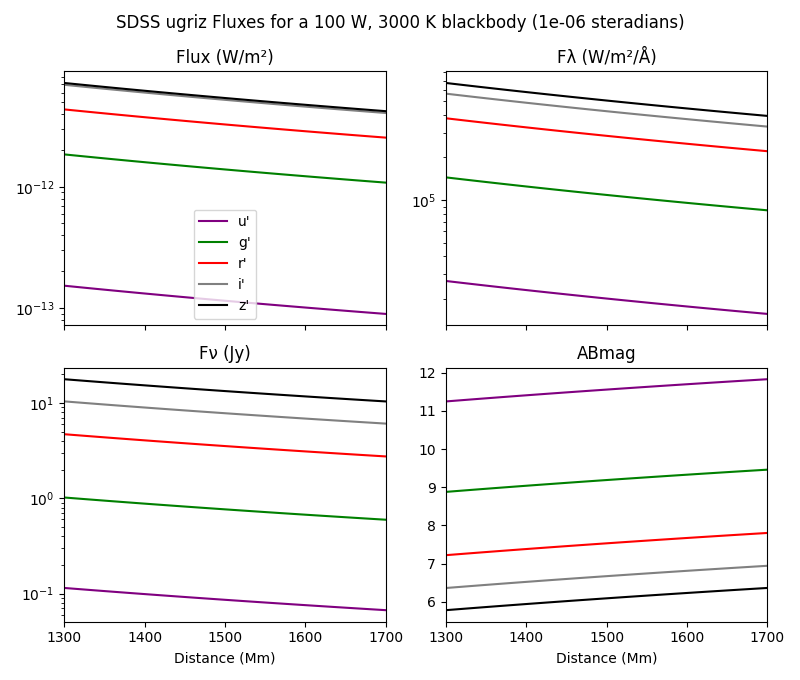 SDSS ugriz Fluxes for a 100 W, 3000 K blackbody (1e-06 steradians)
Flux (W/m²)
Fλ (W/m²/Å)
10⁻¹²
10⁻¹³
10⁵
u'
g'
r'
i'
z'
Fν (Jy)
ABmag
10¹
10⁰
10⁻¹
12
11
10
9
8
7
6
1300 1400 1500 1600 1700
1300 1400 1500 1600 1700
Distance (Mm)
Distance (Mm)